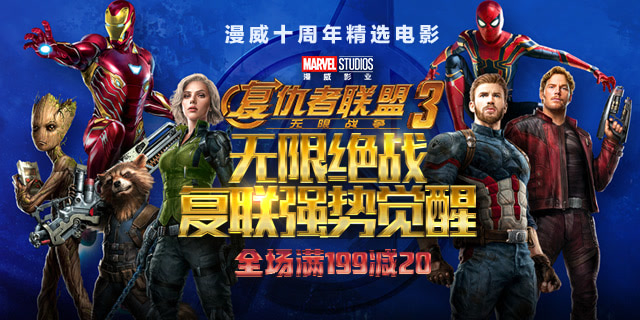 漫威十周年精选电影
MARVEL STUDIOS
漫威影业
复仇者联盟3
无限战争
无限绝战
复联强势觉醒
全场满199减20